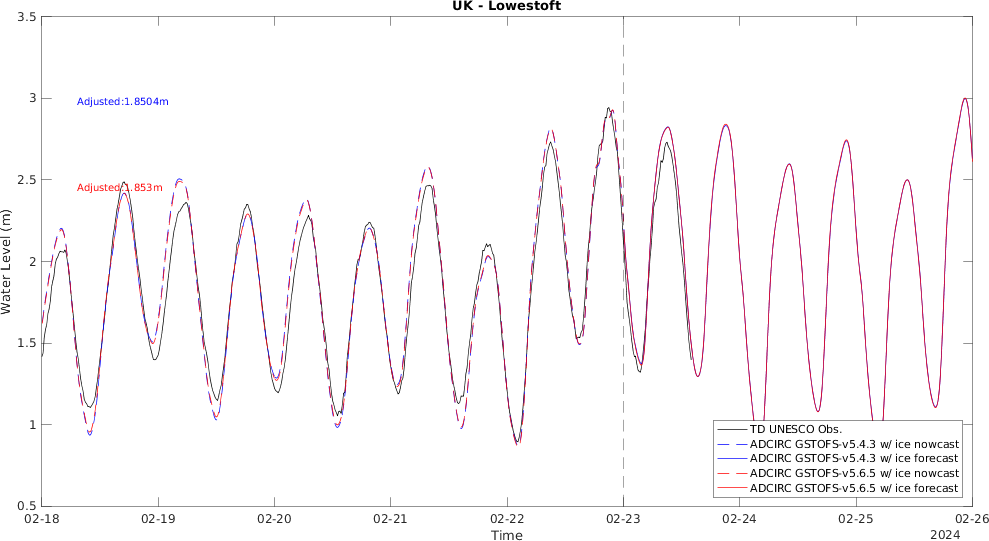 UK - Lowestoft
3.5
3
2.5
2
1.5
1
0.5
Water Level (m)
Adjusted:1.8504m
Adjusted:1.853m
TD UNESCO Obs.
ADCIRC GSTOFS-v5.4.3 w/ ice nowcast
ADCIRC GSTOFS-v5.4.3 w/ ice forecast
ADCIRC GSTOFS-v5.6.5 w/ ice nowcast
ADCIRC GSTOFS-v5.6.5 w/ ice forecast
02-18 02-19 02-20 02-21 02-22 02-23 02-24 02-25 02-26
Time
2024